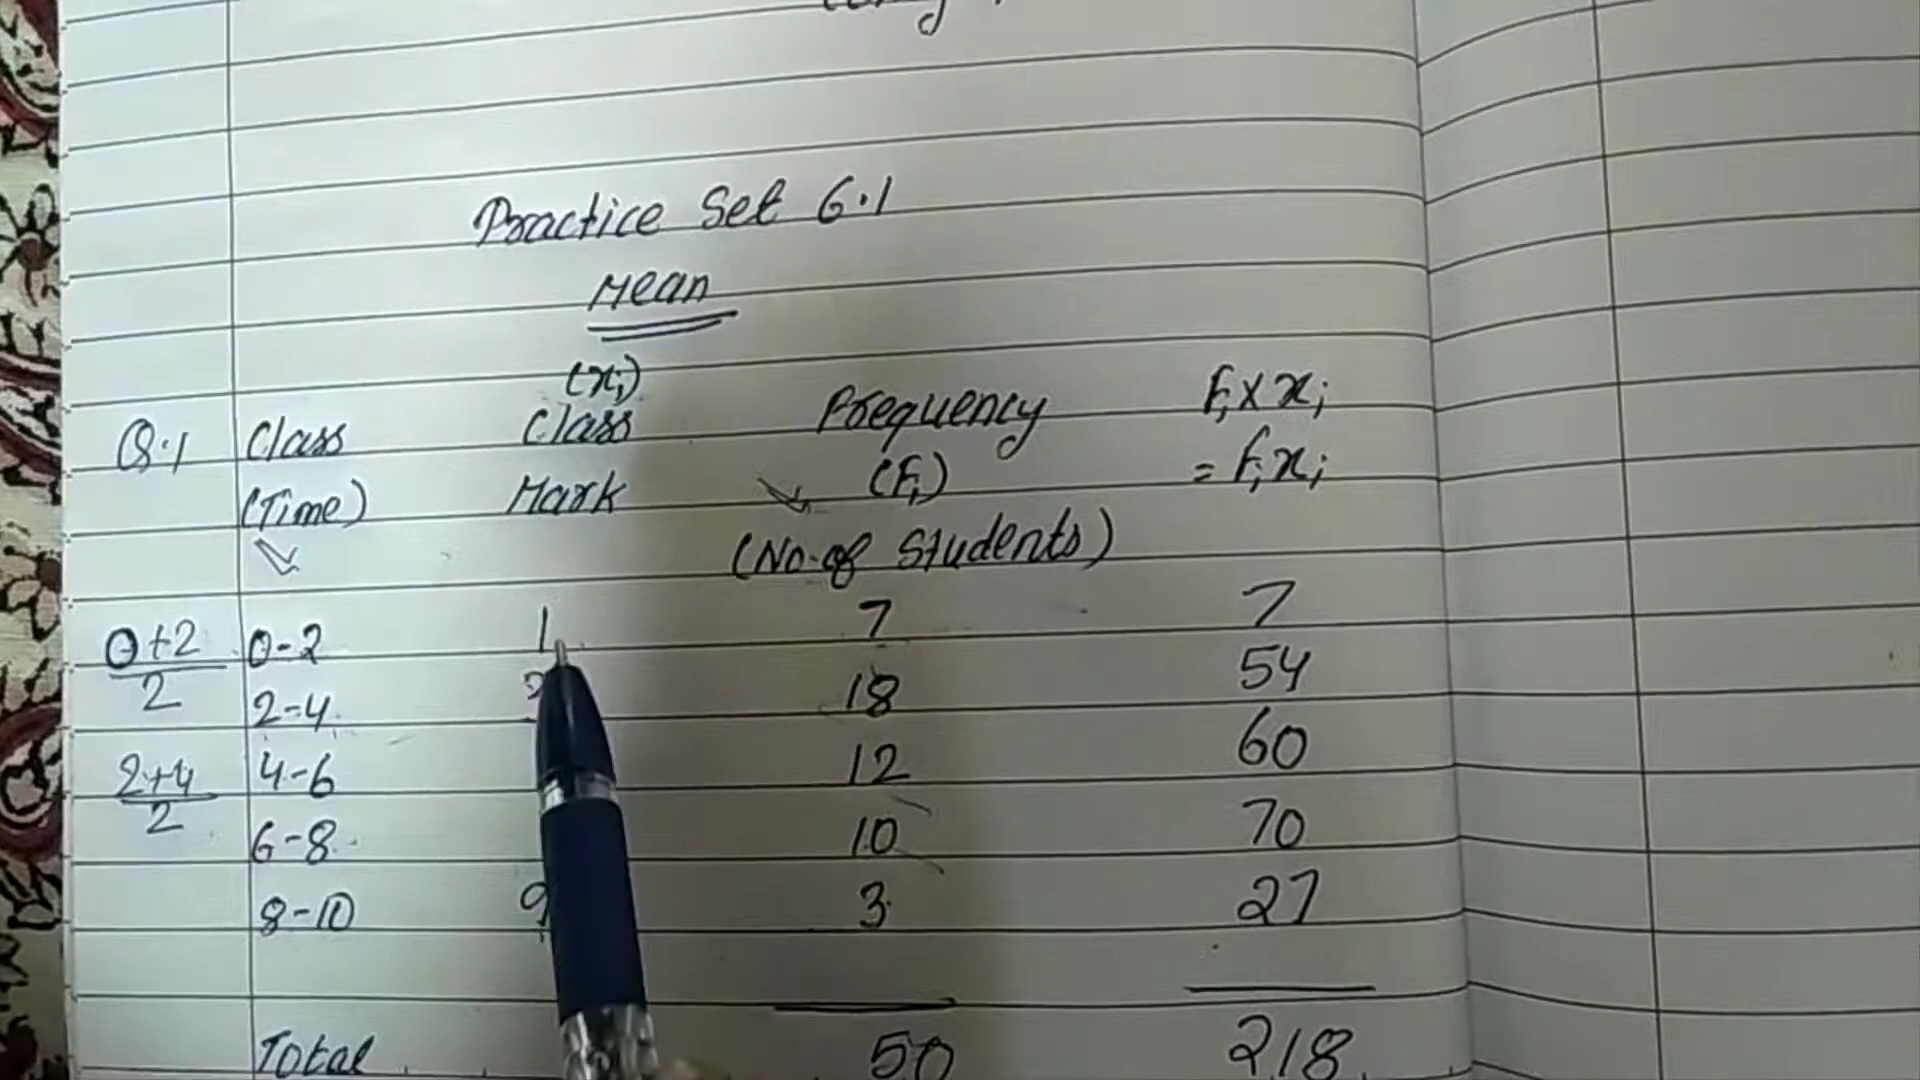 Practice Set 6.1
Mean
(xi)
Q.1 Class Class Frequency Fi×xi
(Time) Mark (Fi) = Fixi
(No. of Students)
0+2 0-2 1 7 7
2 2-4 18 54
2+4 4-6 12 60
2 6-8 10 70
8-10 9 3 27
Total 50 218